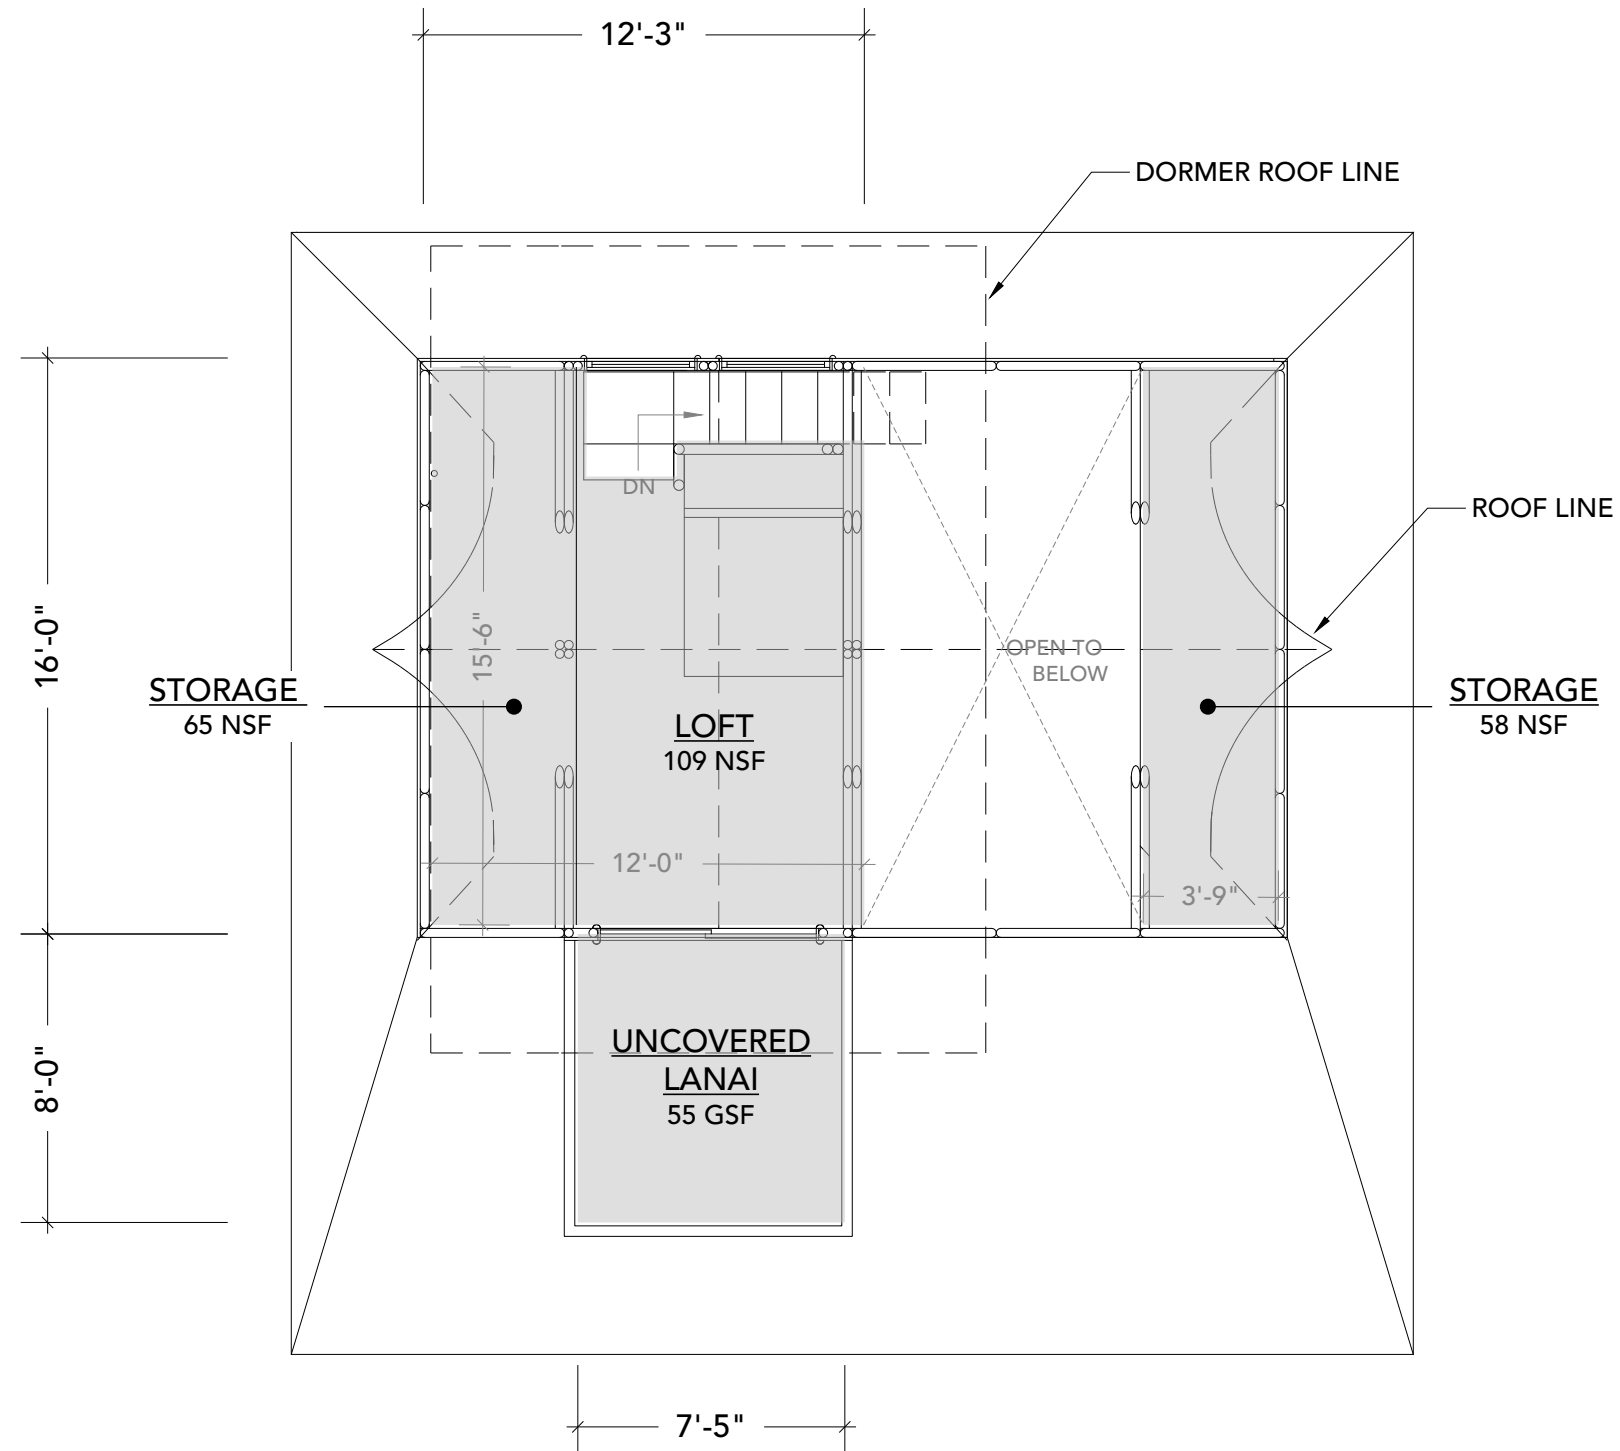 12'-3"
DORMER ROOF LINE
ROOF LINE
16'-0"
15'-6"
DN
OPEN TO
BELOW
STORAGE
65 NSF
LOFT
109 NSF
STORAGE
58 NSF
12'-0"
3'-9"
8'-0"
UNCOVERED
LANAI
55 GSF
7'-5"